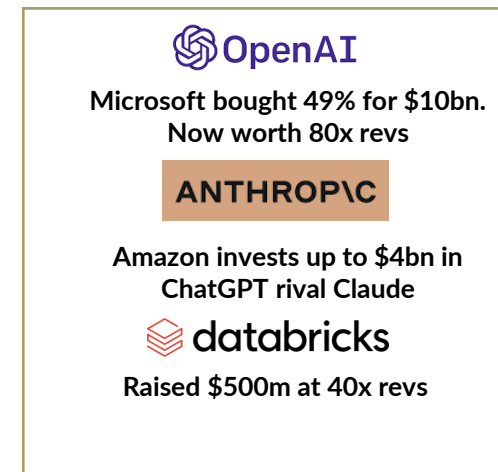 OpenAI
Microsoft bought 49% for $10bn.
Now worth 80x revs
ANTHROP\C
Amazon invests up to $4bn in
ChatGPT rival Claude
databricks
Raised $500m at 40x revs